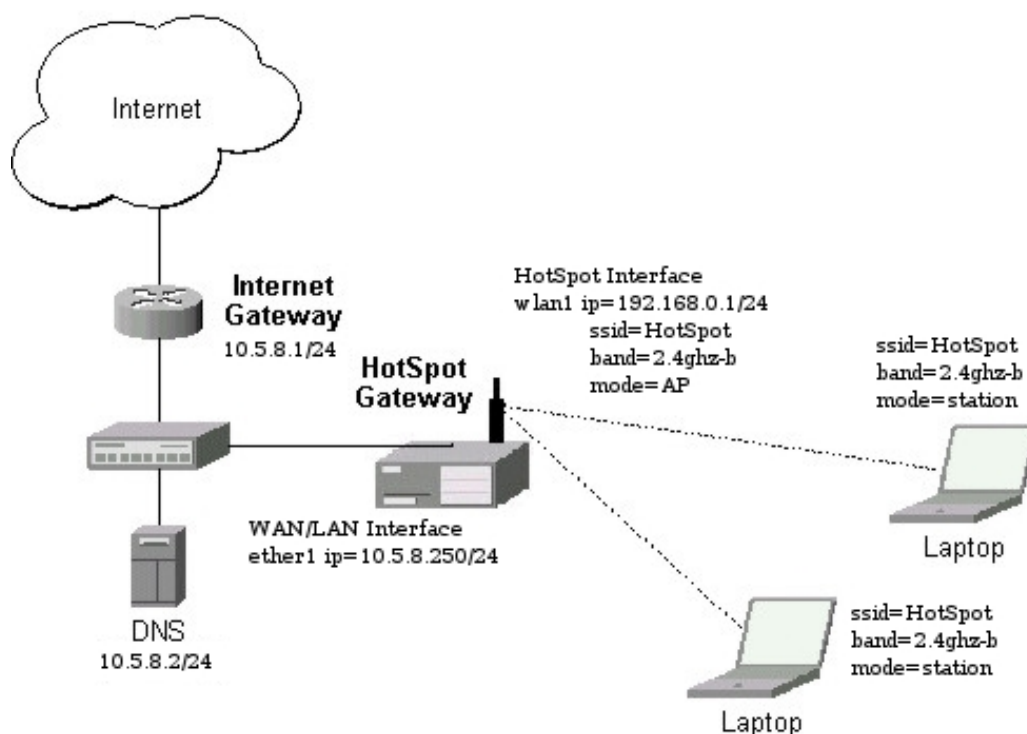 Internet
Internet
Gateway
10.5.8.1/24
HotSpot
Gateway
HotSpot Interface
wlan1 ip=192.168.0.1/24
ssid=HotSpot
band=2.4ghz-b
mode=AP
ssid=HotSpot
band=2.4ghz-b
mode=station
Laptop
WAN/LAN Interface
ether1 ip=10.5.8.250/24
DNS
10.5.8.2/24
ssid=HotSpot
band=2.4ghz-b
mode=station
Laptop